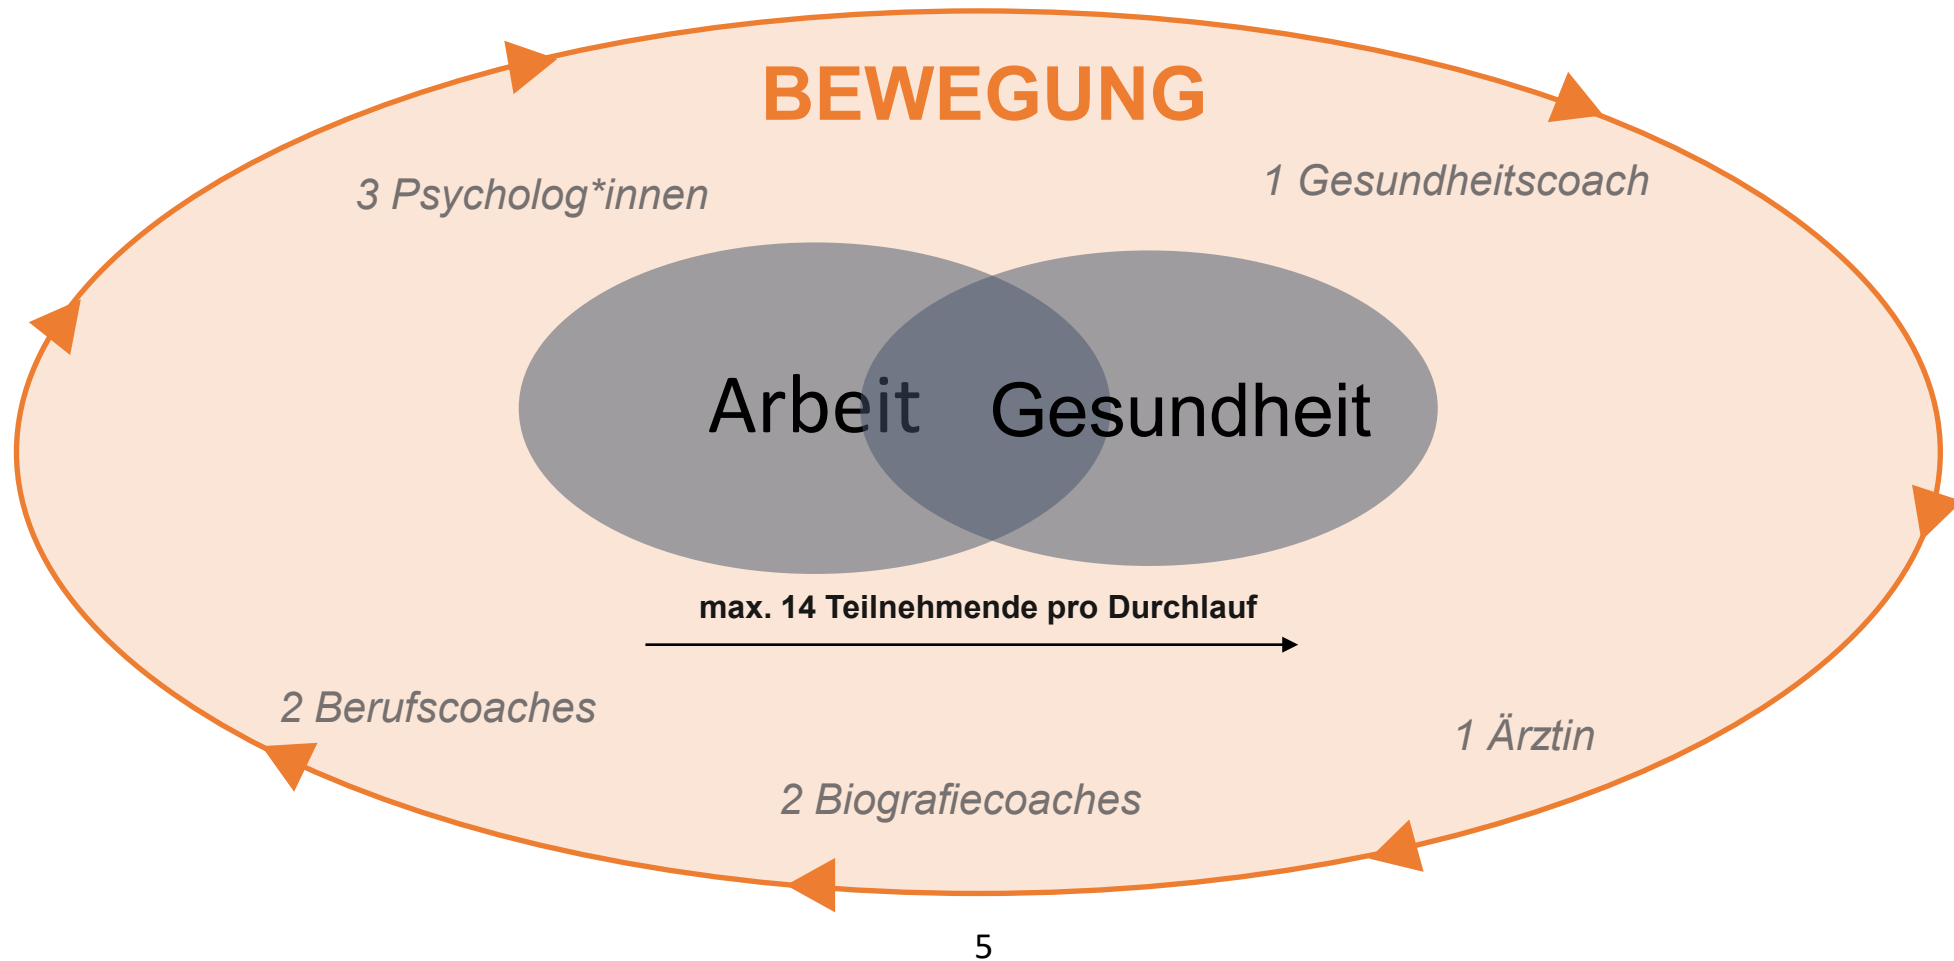 BEWEGUNG
3 Psycholog*innen
1 Gesundheitscoach
Arbeit
Gesundheit
max. 14 Teilnehmende pro Durchlauf
2 Berufscoaches
1 Ärztin
2 Biografiecoaches
5